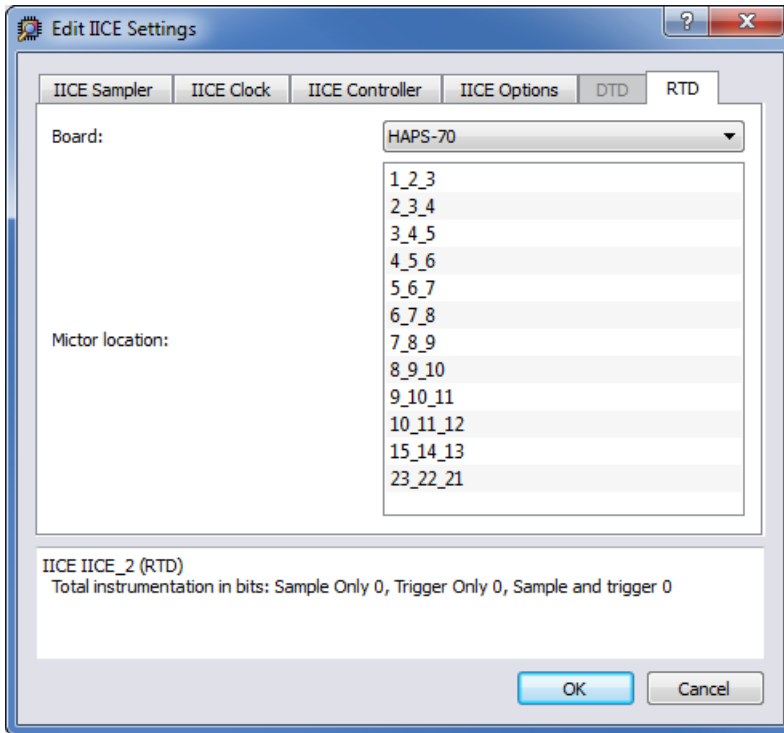 Edit IICE Settings
IICE Sampler IICE Clock IICE Controller IICE Options DTD RTD
Board: HAPS-70
1_2_3
2_3_4
3_4_5
4_5_6
5_6_7
6_7_8
Mictor location: 7_8_9
8_9_10
9_10_11
10_11_12
15_14_13
23_22_21
IICE IICE_2 (RTD)
Total instrumentation in bits: Sample Only 0, Trigger Only 0, Sample and trigger 0
OK Cancel